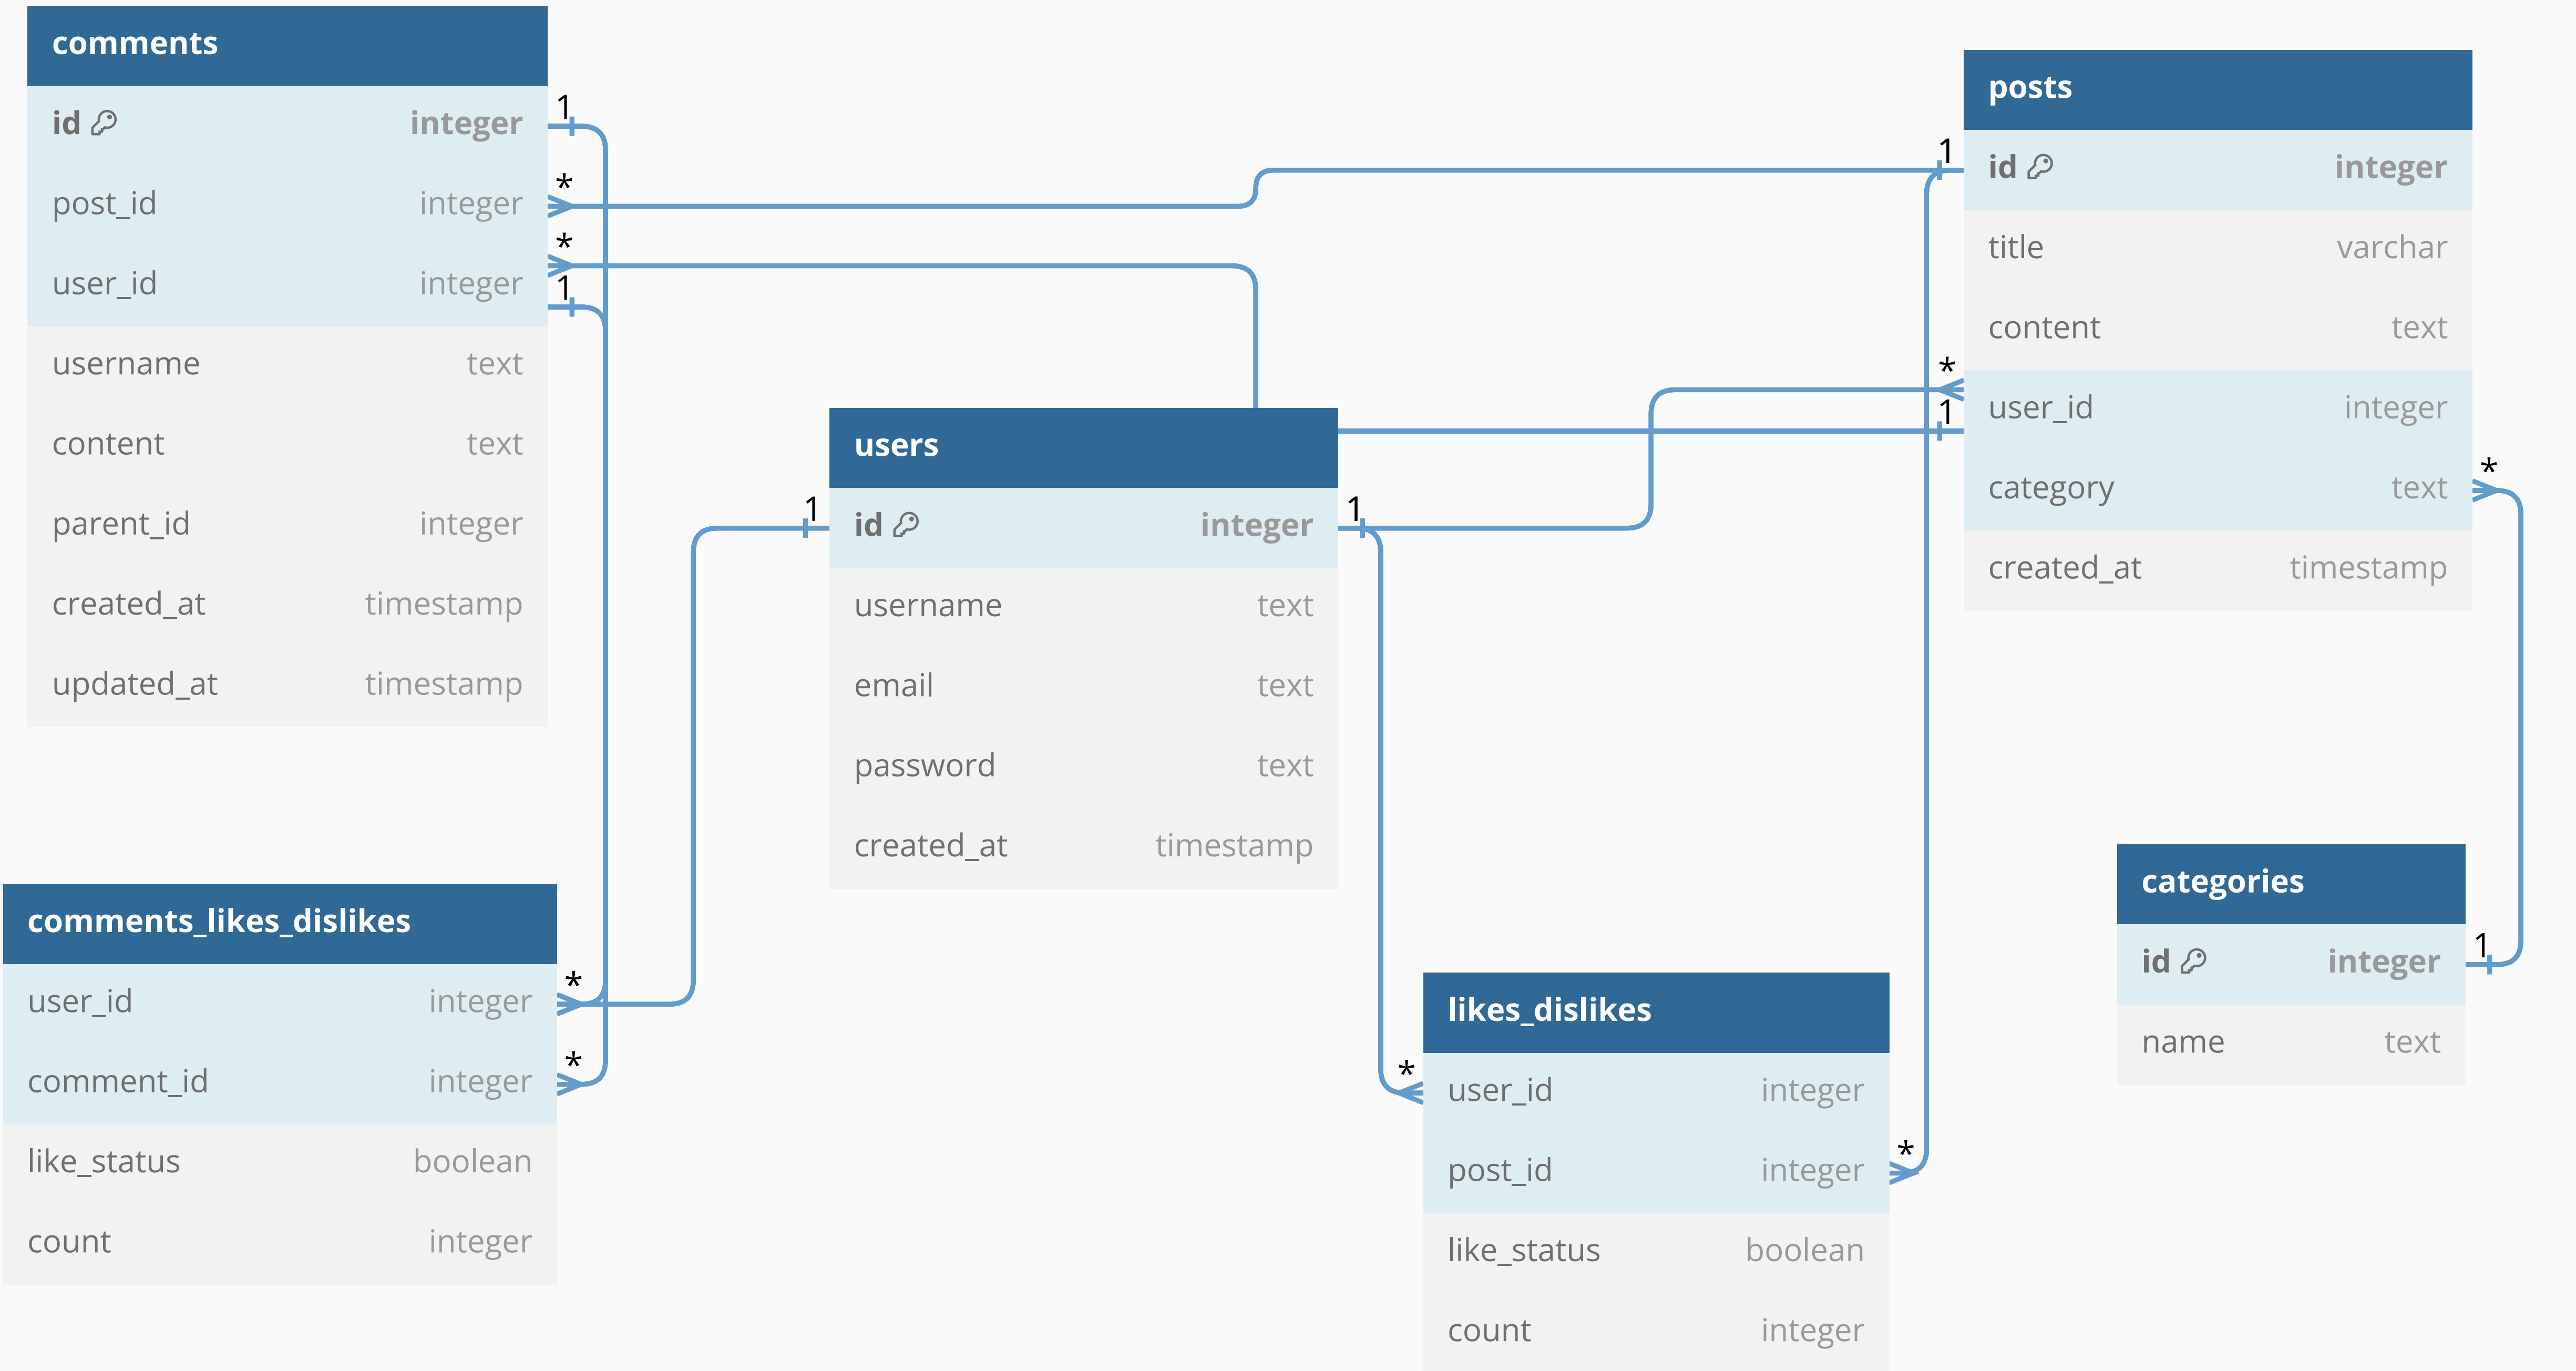 comments
id integer
post_id integer
user_id integer
username text
content text
parent_id integer
created_at timestamp
updated_at timestamp
1
*
*
1
posts
id integer
title varchar
content text
user_id integer
category text
created_at timestamp
1
*
1
*
users
id integer
username text
email text
password text
created_at timestamp
1
1
comments_likes_dislikes
user_id integer
comment_id integer
like_status boolean
count integer
*
*
likes_dislikes
user_id integer
post_id integer
like_status boolean
count integer
*
*
categories
id integer
name text
1